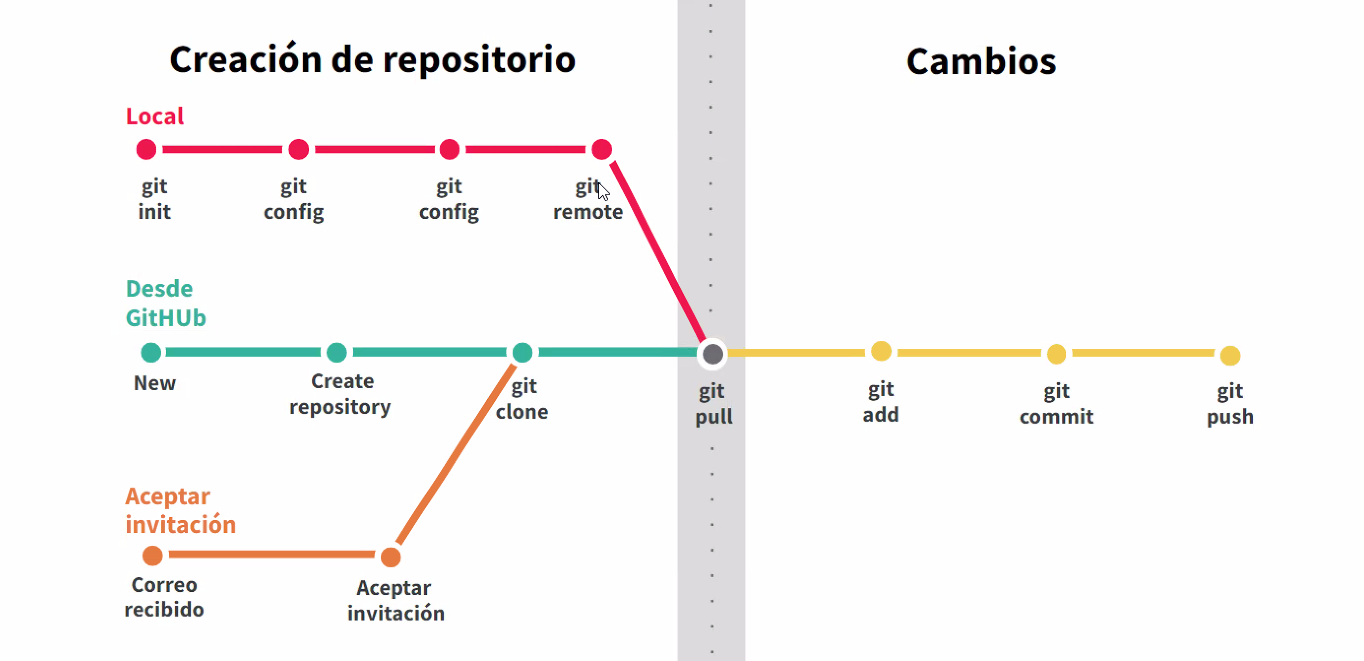 Creación de repositorio
Cambios
Local
git
init
git
config
git
config
git
remote
Desde
GitHUb
New
Create
repository
git
clone
git
pull
git
add
git
commit
git
push
Aceptar
invitación
Correo
recibido
Aceptar
invitación